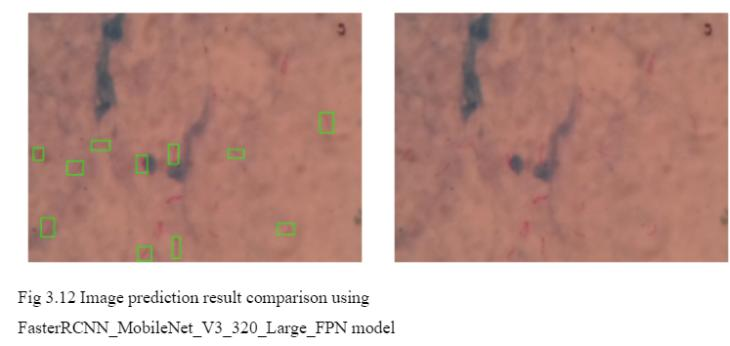 Fig 3.12 Image prediction result comparison using
FasterRCNN_MobileNet_V3_320_Large_FPN model